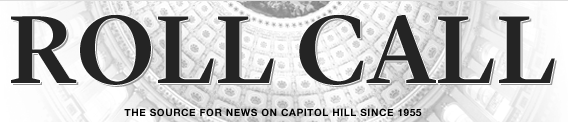 ROLL CALL
THE SOURCE FOR NEWS ON CAPITOL HILL SINCE 1955